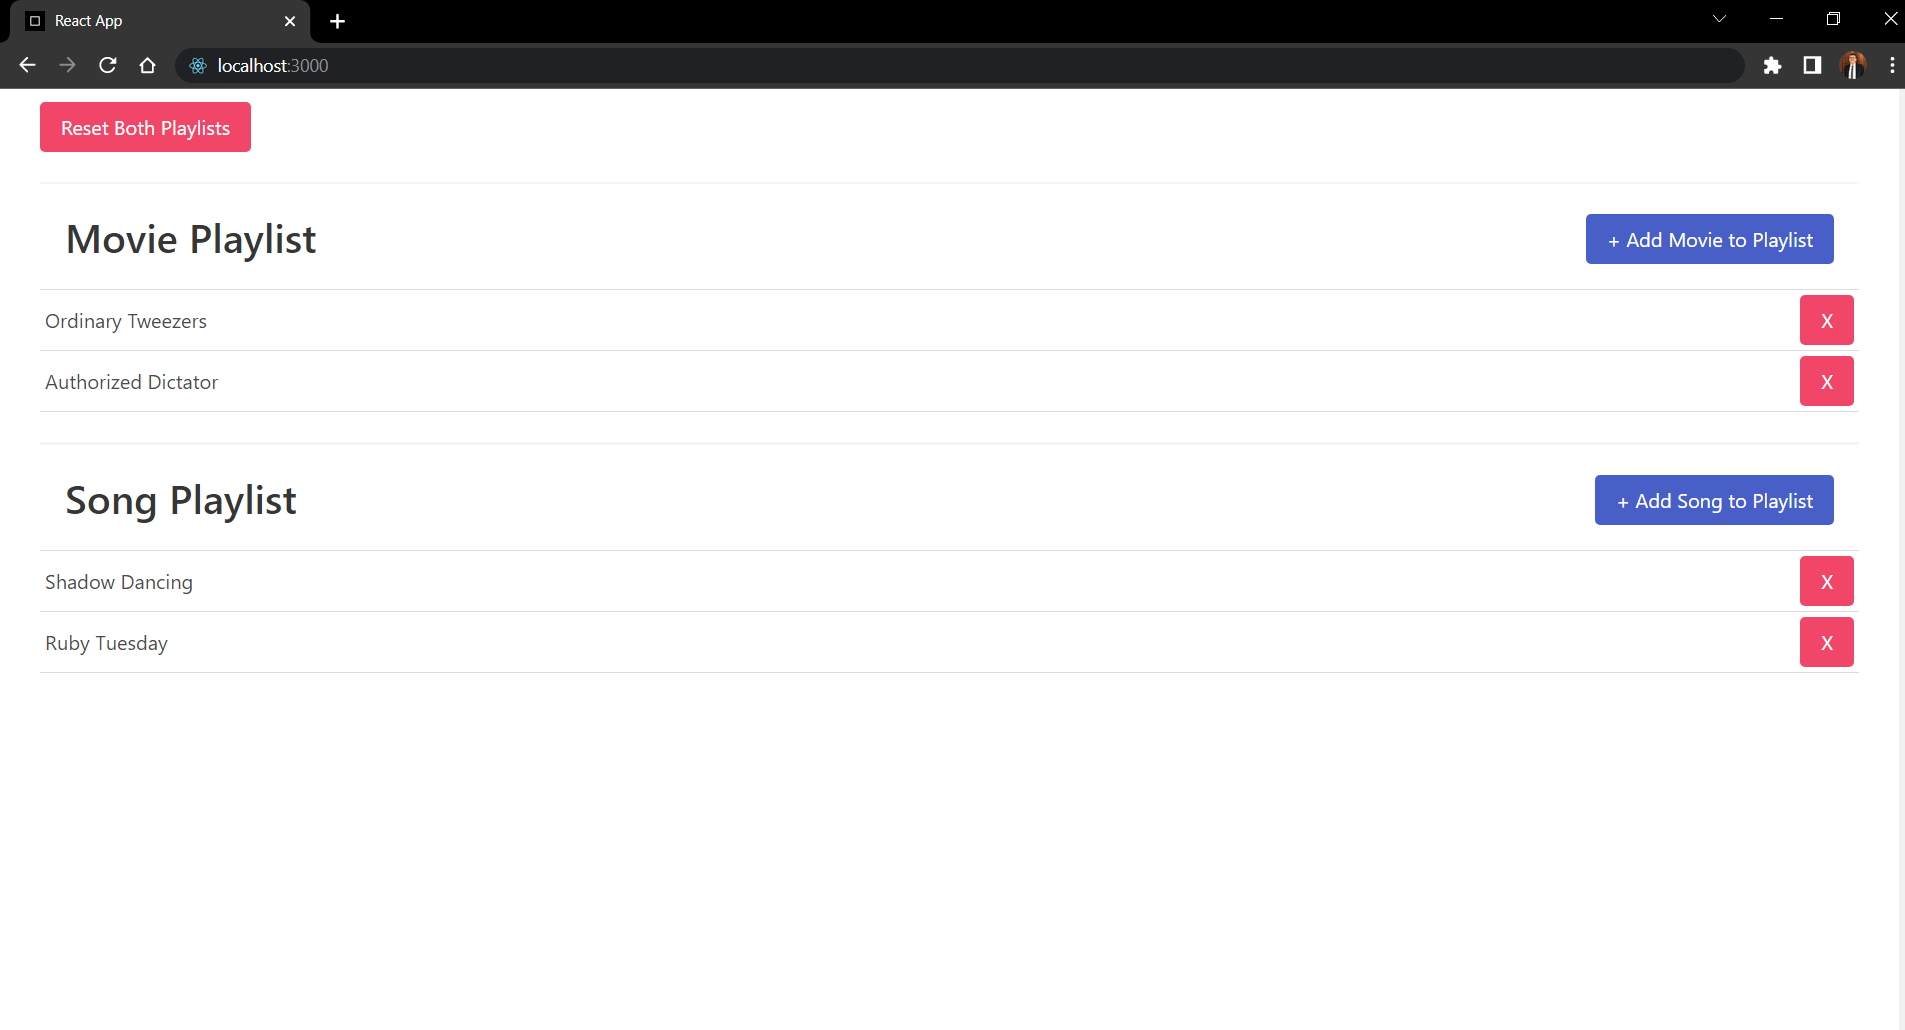 React App
localhost:3000
Reset Both Playlists
Movie Playlist
+ Add Movie to Playlist
Ordinary Tweezers
X
Authorized Dictator
X
Song Playlist
+ Add Song to Playlist
Shadow Dancing
X
Ruby Tuesday
X